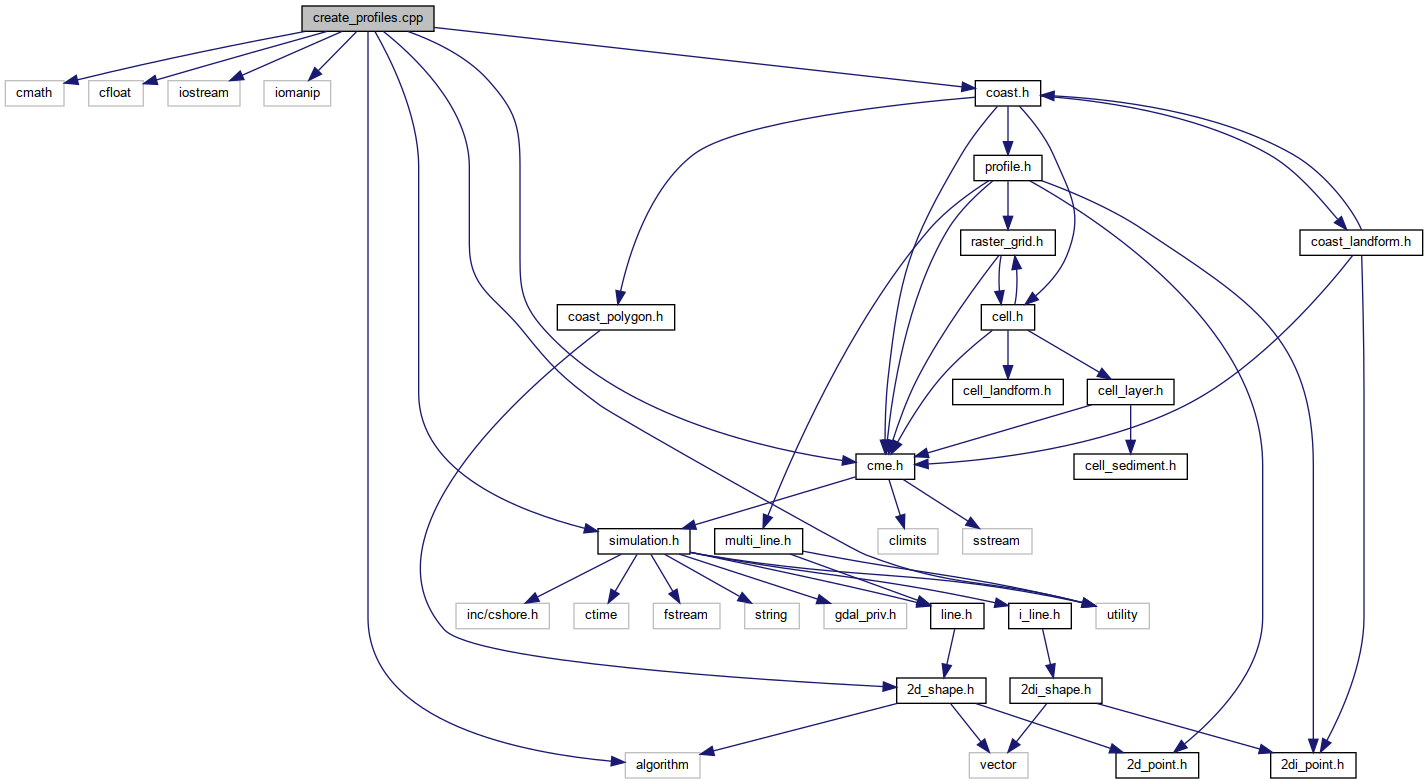 create_profiles.cpp
cmath
cfloat
iostream
iomanip
coast.h
profile.h
raster_grid.h
coast_landform.h
coast_polygon.h
cell.h
cell_landform.h
cell_layer.h
cme.h
cell_sediment.h
simulation.h
multi_line.h
climits
sstream
inc/cshore.h
ctime
fstream
string
gdal_priv.h
line.h
i_line.h
utility
2d_shape.h
2di_shape.h
algorithm
vector
2d_point.h
2di_point.h